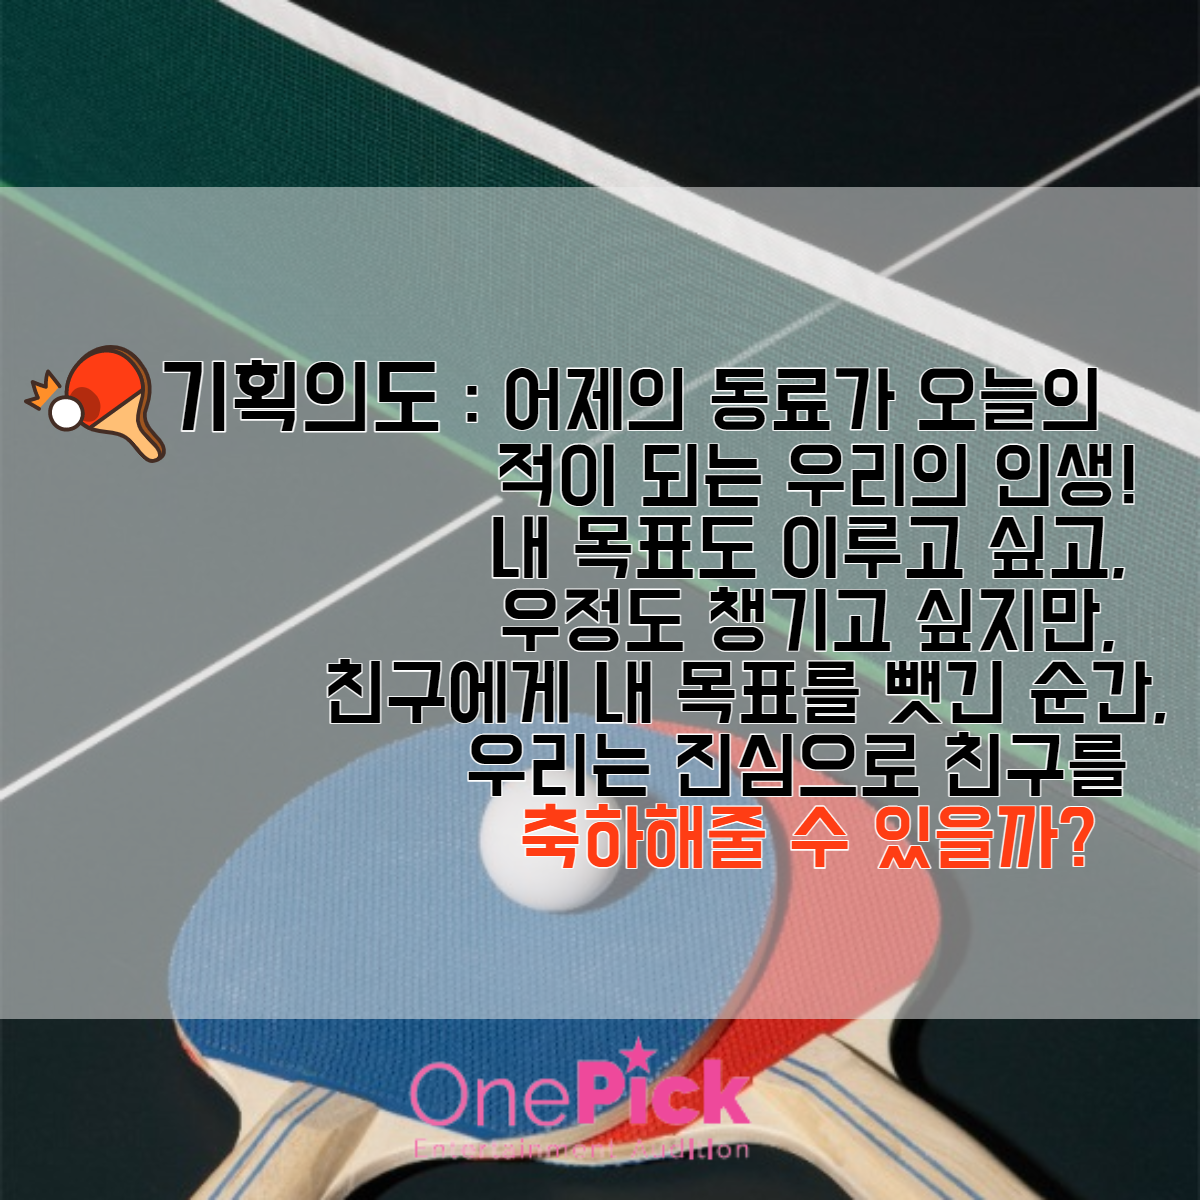 기획의도 : 어제의 동료가 오늘의
적이 되는 우리의 인생!
내 목표도 이루고 싶고,
우정도 챙기고 싶지만,
친구에게 내 목표를 뺏긴 순간,
우리는 진심으로 친구를
축하해줄 수 있을까?
OnePick
Entertainment Audition